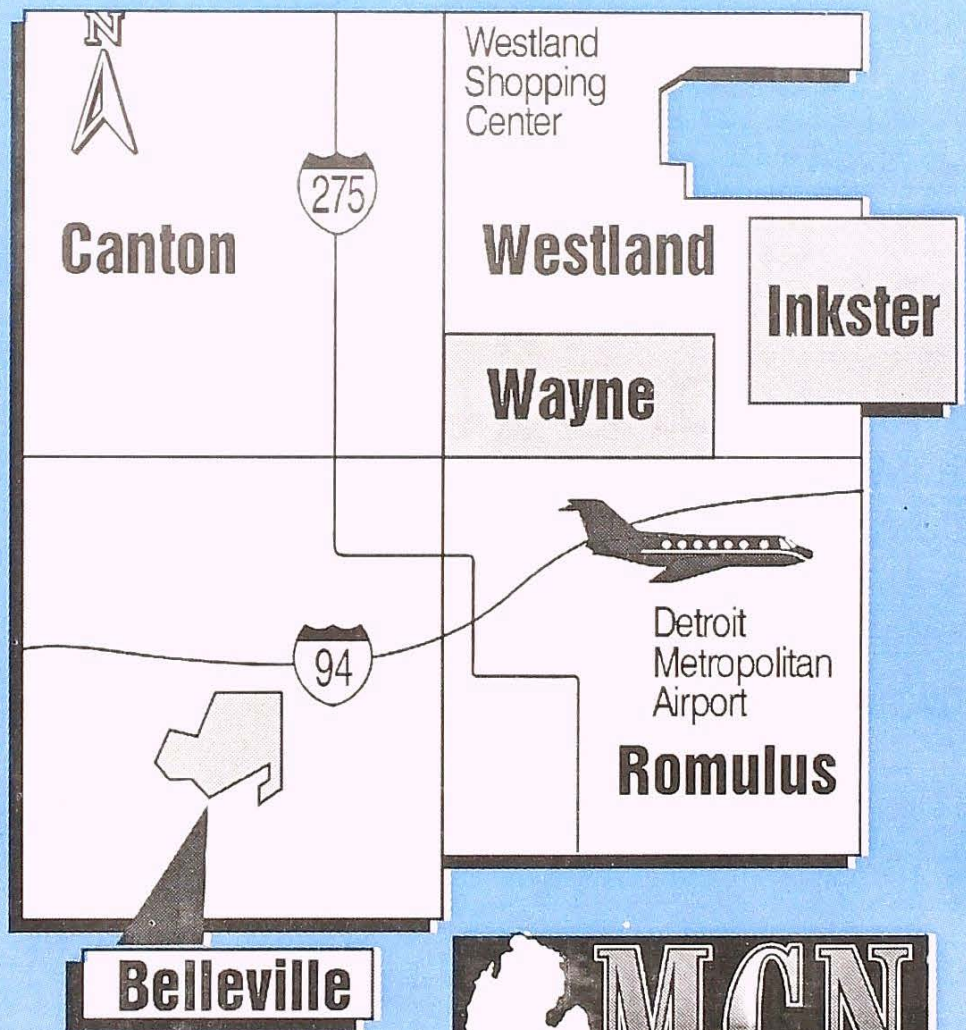 N
Westland
Shopping
Center
275
Canton
Westland
Inkster
Wayne
94
Detroit
Metropolitan
Airport
Romulus
Belleville
MCN